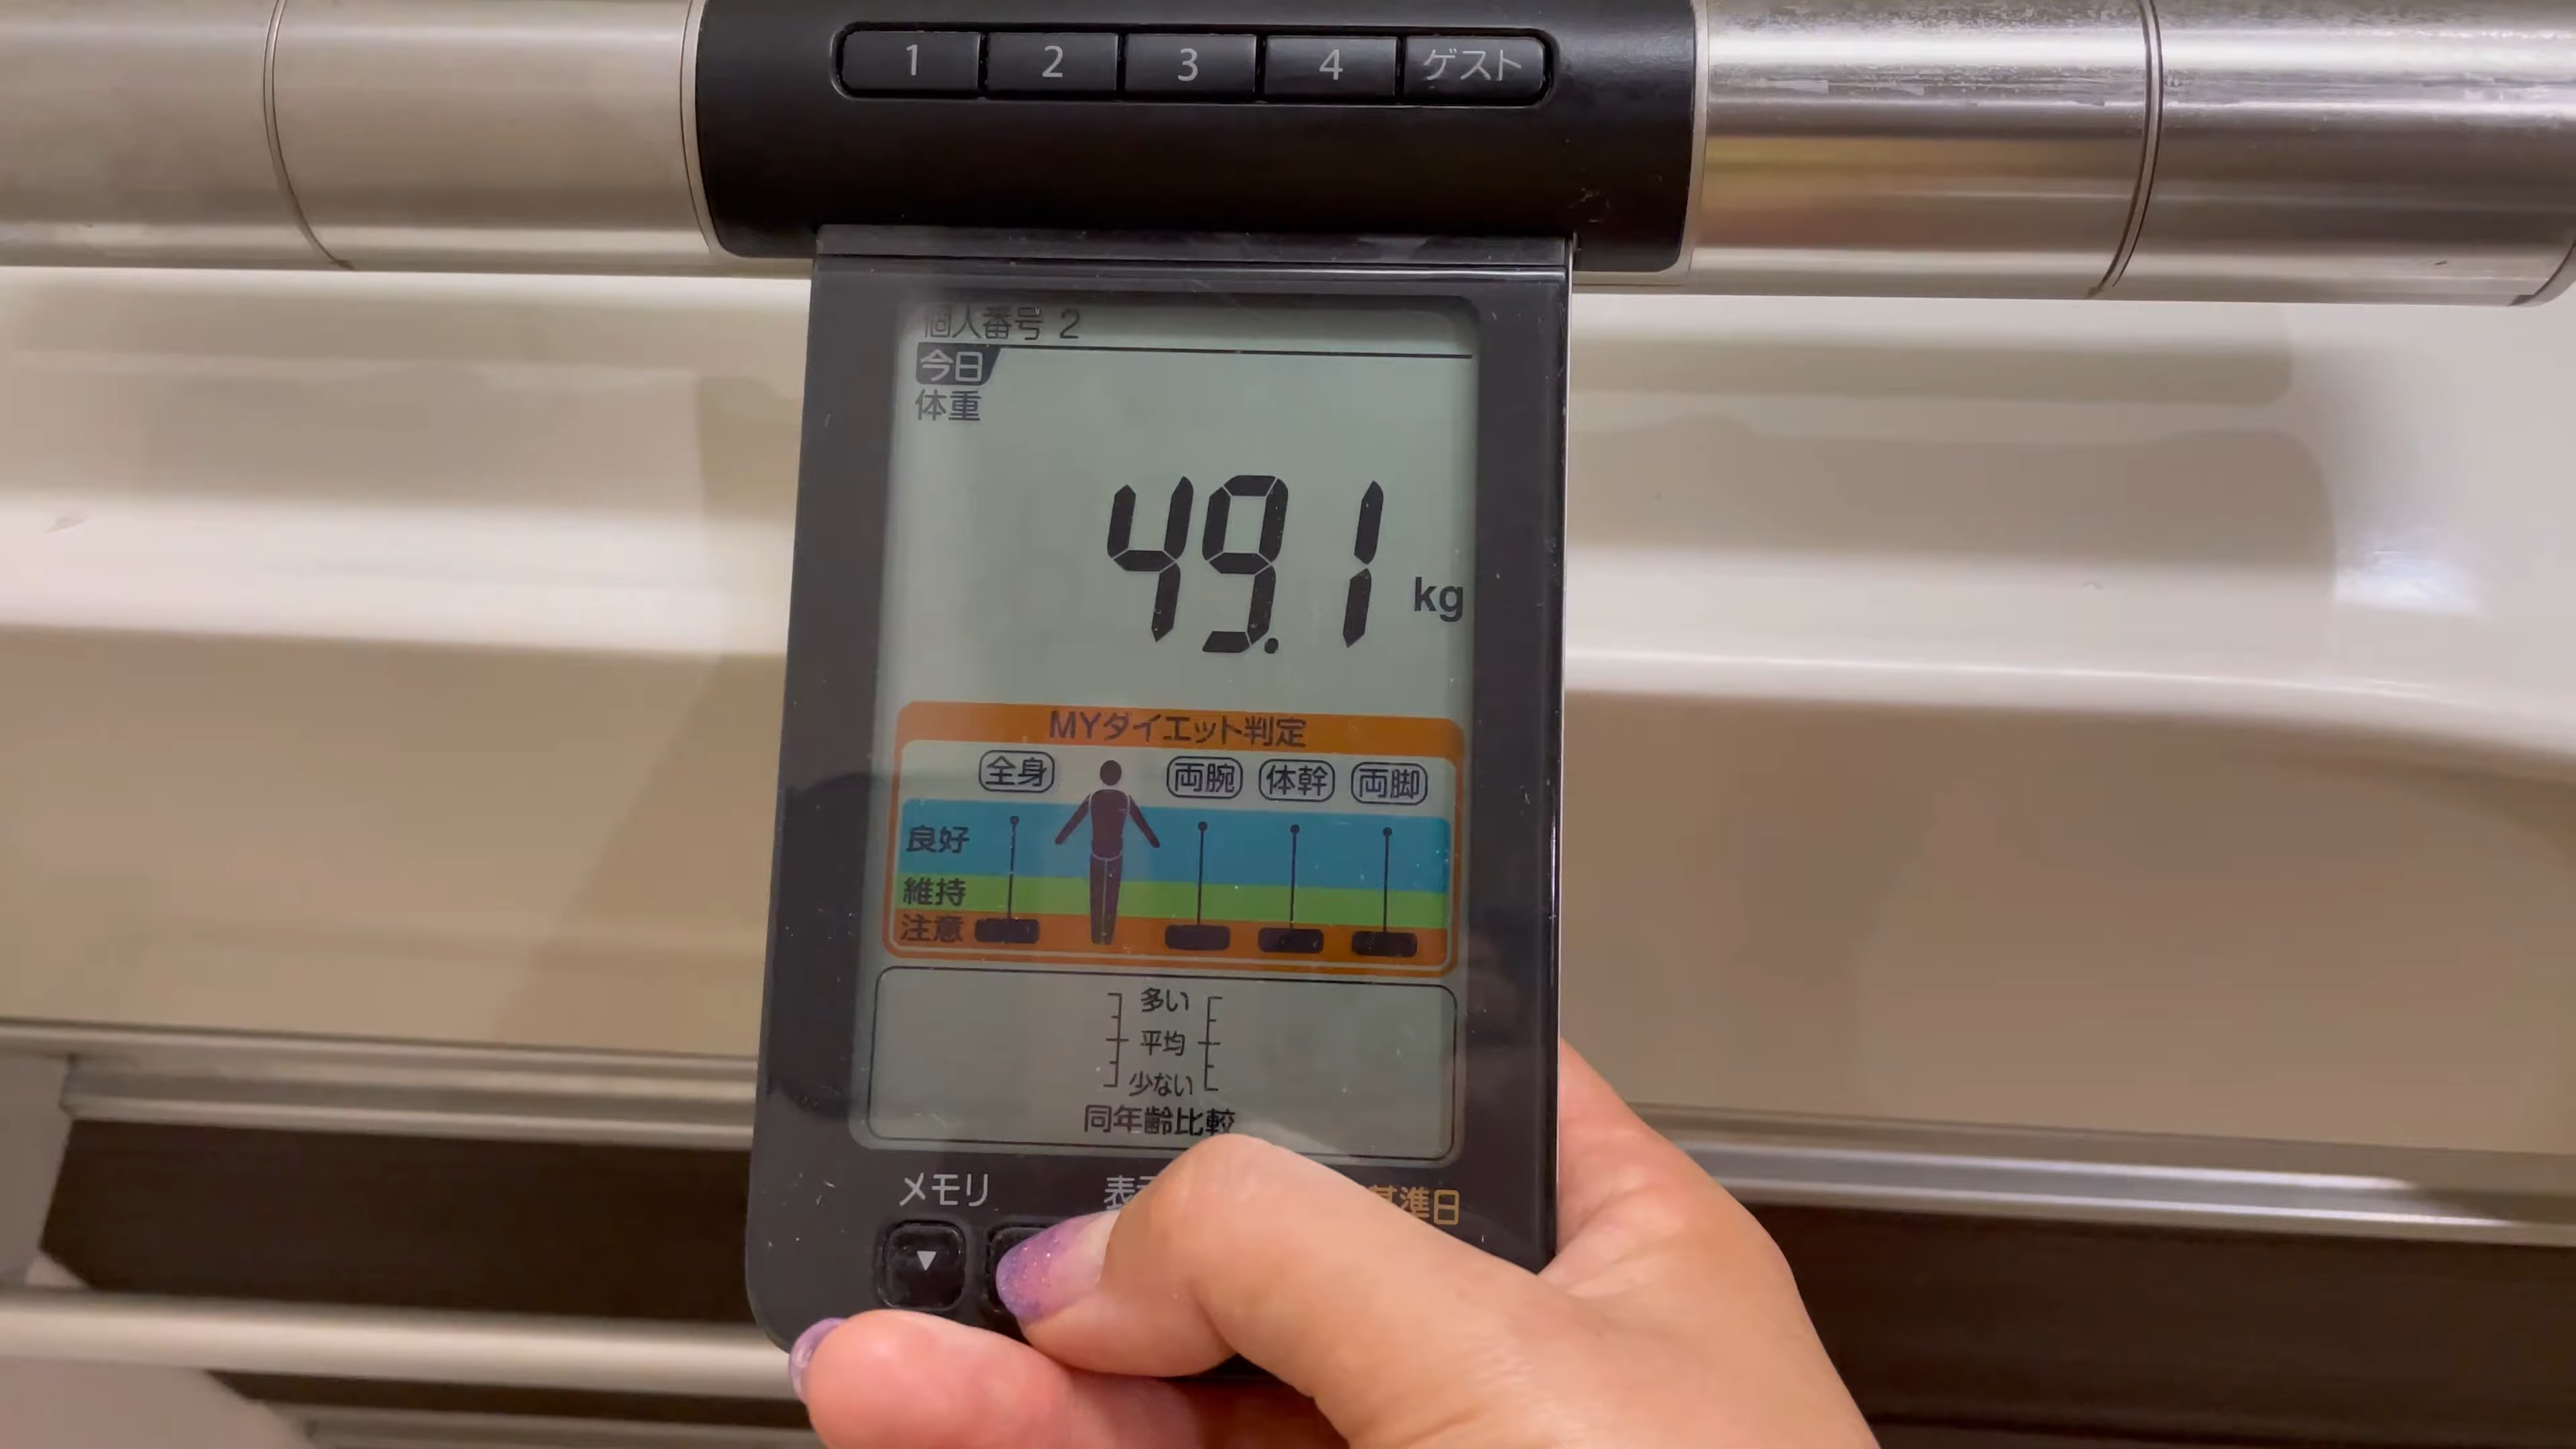 1 2 3 4 ゲスト
個人番号 2
今日
体重
49.1 kg
MYダイエット判定
全身 両腕 体幹 両脚
良好
維持
注意
多い
平均
少ない
同年齢比較
メモリ 基準日
▼